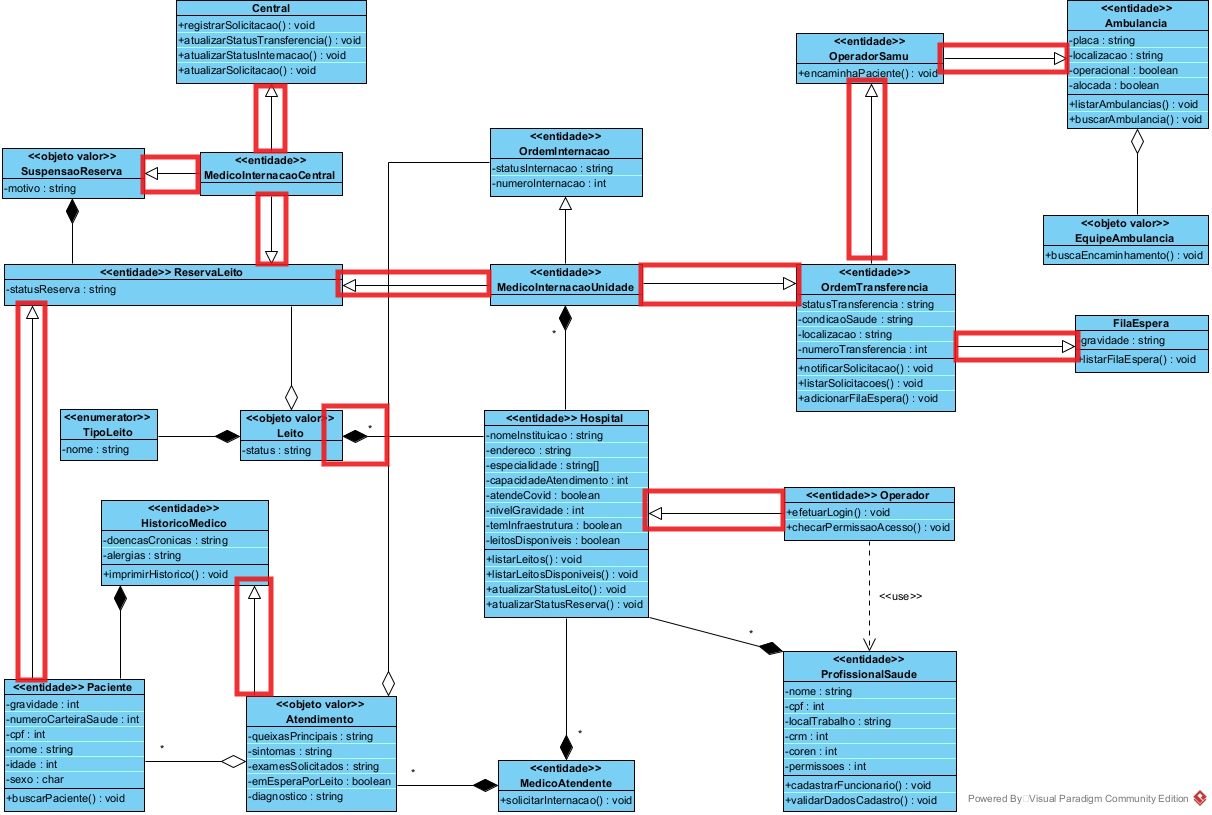 Central
+registrarSolicitacao() : void
+atualizarStatusTransferencia() : void
+atualizarStatusInternacao() : void
+atualizarSolicitacao() : void
<<entidade>>
OperadorSamu
+encaminhaPaciente() : void
<<entidade>>
Ambulancia
-placa : string
-localizacao : string
-operacional : boolean
-alocada : boolean
+listarAmbulancias() : void
+buscarAmbulancia() : void
<<objeto valor>>
SuspensaoReserva
-motivo : string
<<entidade>>
MedicoInternacaoCentral
<<entidade>>
OrdemInternacao
-statusInternacao : string
-numeroInternacao : int
<<objeto valor>>
EquipeAmbulancia
+buscaEncaminhamento() : void
<<entidade>> ReservaLeito
-statusReserva : string
<<entidade>>
MedicoInternacaoUnidade
*
<<entidade>>
OrdemTransferencia
-statusTransferencia : string
-condicaoSaude : string
-localizacao : string
-numeroTransferencia : int
+notificarSolicitacao() : void
+listarSolicitacoes() : void
+adicionarFilaEspera() : void
FilaEspera
-gravidade : string
+listarFilaEspera() : void
<<enumerator>>
TipoLeito
-nome : string
<<objeto valor>>
Leito
-status : string
*
<<entidade>> Hospital
-nomeInstituicao : string
-endereco : string
-especialidade : string[]
-capacidadeAtendimento : int
-atendeCovid : boolean
-nivelGravidade : int
-temInfraestrutura : boolean
-leitosDisponiveis : boolean
+listarLeitos() : void
+listarLeitosDisponiveis() : void
+atualizarStatusLeito() : void
+atualizarStatusReserva() : void
<<entidade>> Operador
+efetuarLogin() : void
+checarPermissaoAcesso() : void
<<use>>
<<entidade>>
HistoricoMedico
-doencasCronicas : string
-alergias : string
+imprimirHistorico() : void
*
<<entidade>>
ProfissionalSaude
-nome : string
-cpf : int
-localTrabalho : string
-crm : int
-coren : int
-permissoes : int
+cadastrarFuncionario() : void
+validarDadosCadastro() : void
<<entidade>> Paciente
-gravidade : int
-numeroCarteiraSaude : int
-cpf : int
-nome : string
-idade : int
-sexo : char
+buscarPaciente() : void
*
<<objeto valor>>
Atendimento
-queixasPrincipais : string
-sintomas : string
-examesSolicitados : string
-emEsperaPorLeito : boolean
-diagnostico : string
*
*
<<entidade>>
MedicoAtendente
+solicitarInternacao() : void
Powered By Visual Paradigm Community Edition